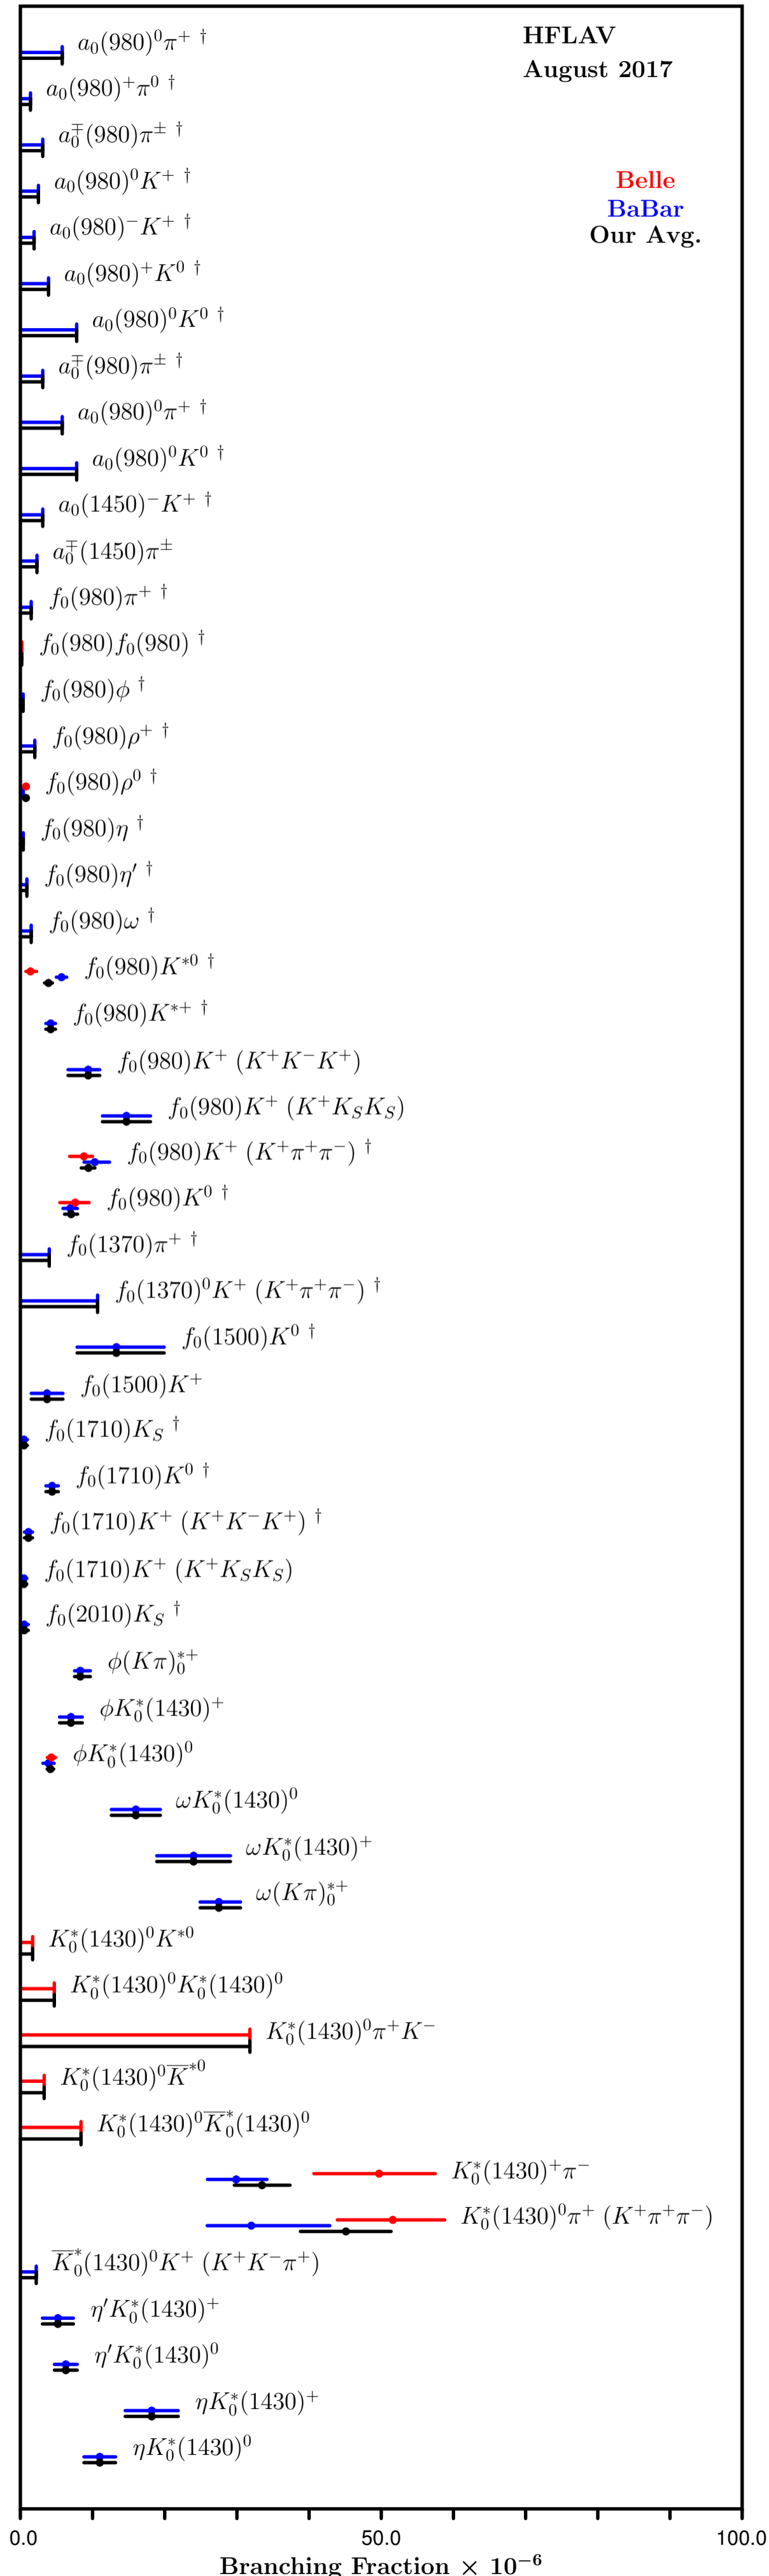 HFLAV
August 2017
Belle
BaBar
Our Avg.
a₀(980)⁰π⁺ †
a₀(980)⁺π⁰ †
a₀∓(980)π± †
a₀(980)⁰K⁺ †
a₀(980)⁻K⁺ †
a₀(980)⁺K⁰ †
a₀(980)⁰K⁰ †
a₀∓(980)π± †
a₀(980)⁰π⁺ †
a₀(980)⁰K⁰ †
a₀(1450)⁻K⁺ †
a₀∓(1450)π±
f₀(980)π⁺ †
f₀(980)f₀(980) †
f₀(980)ϕ †
f₀(980)ρ⁺ †
f₀(980)ρ⁰ †
f₀(980)η †
f₀(980)η′ †
f₀(980)ω †
f₀(980)K*⁰ †
f₀(980)K*⁺ †
f₀(980)K⁺ (K⁺K⁻K⁺)
f₀(980)K⁺ (K⁺K_SK_S)
f₀(980)K⁺ (K⁺π⁺π⁻) †
f₀(980)K⁰ †
f₀(1370)π⁺ †
f₀(1370)⁰K⁺ (K⁺π⁺π⁻) †
f₀(1500)K⁰ †
f₀(1500)K⁺
f₀(1710)K_S †
f₀(1710)K⁰ †
f₀(1710)K⁺ (K⁺K⁻K⁺) †
f₀(1710)K⁺ (K⁺K_SK_S)
f₀(2010)K_S †
ϕ(Kπ)₀*⁺
ϕK₀*(1430)⁺
ϕK₀*(1430)⁰
ωK₀*(1430)⁰
ωK₀*(1430)⁺
ω(Kπ)₀*⁺
K₀*(1430)⁰K*⁰
K₀*(1430)⁰K₀*(1430)⁰
K₀*(1430)⁰π⁺K⁻
K₀*(1430)⁰K̅*⁰
K₀*(1430)⁰K̅₀*(1430)⁰
K₀*(1430)⁺π⁻
K₀*(1430)⁰π⁺ (K⁺π⁺π⁻)
K̅₀*(1430)⁰K⁺ (K⁺K⁻π⁺)
η′K₀*(1430)⁺
η′K₀*(1430)⁰
ηK₀*(1430)⁺
ηK₀*(1430)⁰
0.0 50.0 100.0
Branching Fraction × 10⁻⁶